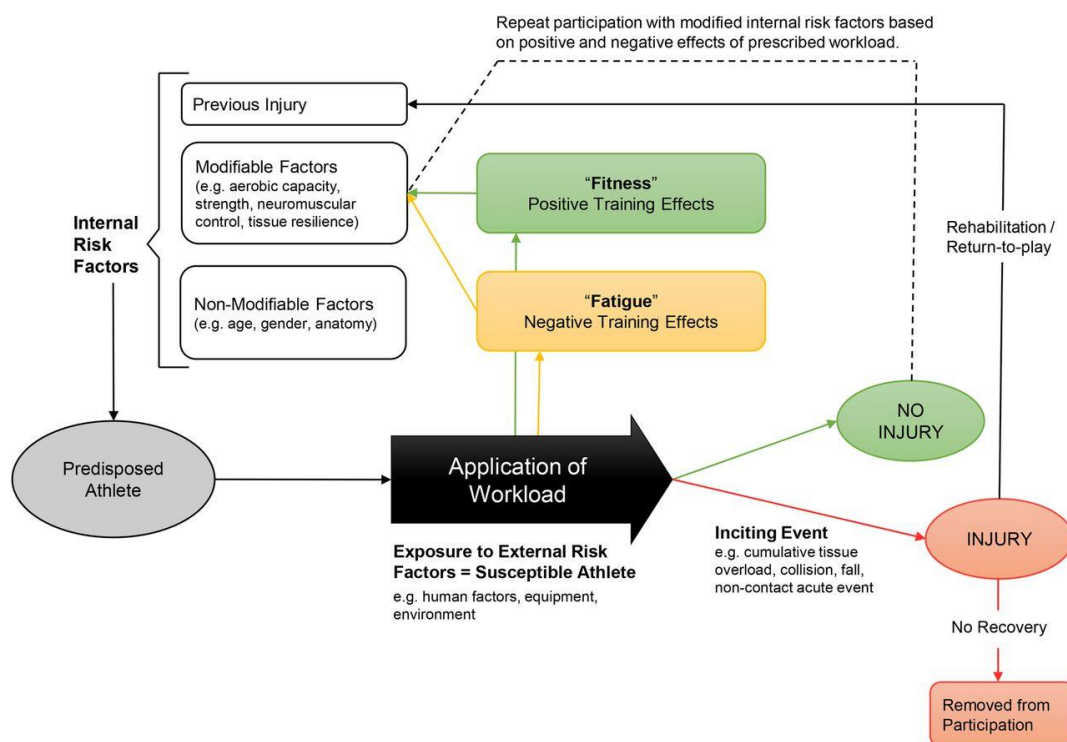 Repeat participation with modified internal risk factors based
on positive and negative effects of prescribed workload.
Previous Injury
Modifiable Factors
(e.g. aerobic capacity,
strength, neuromuscular
control, tissue resilience)
Internal
Risk
Factors
Non-Modifiable Factors
(e.g. age, gender, anatomy)
“Fitness”
Positive Training Effects
“Fatigue”
Negative Training Effects
Rehabilitation /
Return-to-play
Predisposed
Athlete
Application of
Workload
NO
INJURY
Exposure to External Risk
Factors = Susceptible Athlete
e.g. human factors, equipment,
environment
Inciting Event
e.g. cumulative tissue
overload, collision, fall,
non-contact acute event
INJURY
No Recovery
Removed from
Participation